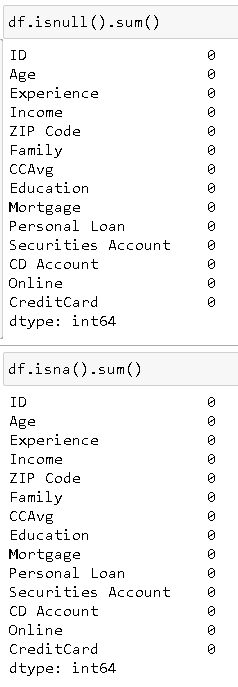 df.isnull().sum()
ID 0
Age 0
Experience 0
Income 0
ZIP Code 0
Family 0
CCAvg 0
Education 0
Mortgage 0
Personal Loan 0
Securities Account 0
CD Account 0
Online 0
CreditCard 0
dtype: int64
df.isna().sum()
ID 0
Age 0
Experience 0
Income 0
ZIP Code 0
Family 0
CCAvg 0
Education 0
Mortgage 0
Personal Loan 0
Securities Account 0
CD Account 0
Online 0
CreditCard 0
dtype: int64